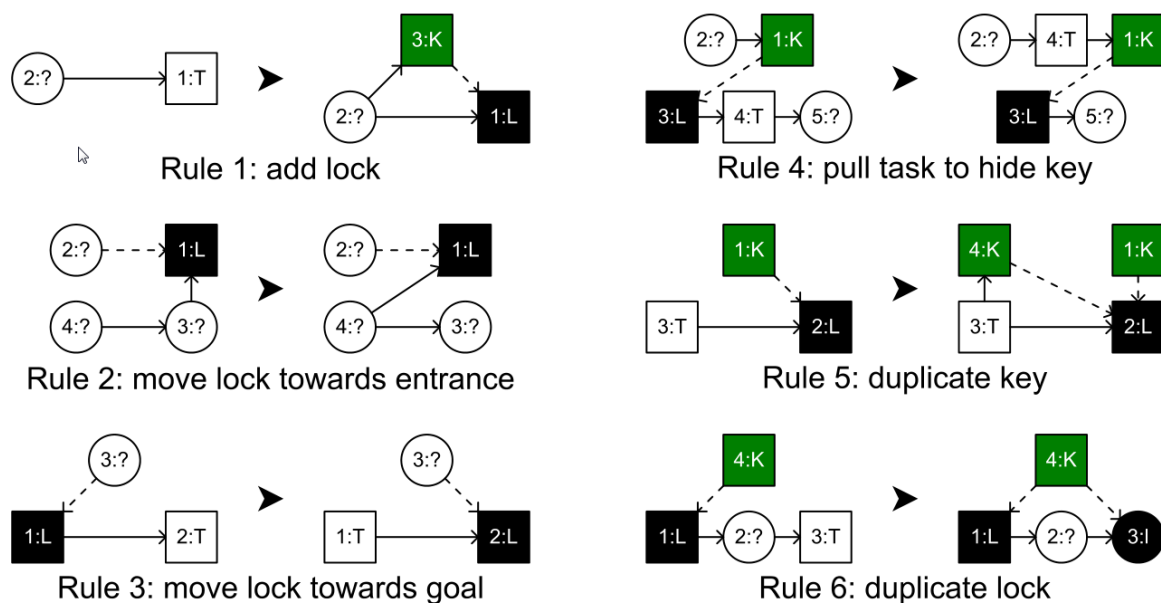 2:?
1:T
3:K
2:?
1:L
Rule 1: add lock
2:?
1:L
4:?
3:?
2:?
1:L
4:?
3:?
Rule 2: move lock towards entrance
3:?
1:L
2:T
3:?
1:T
2:L
Rule 3: move lock towards goal
2:?
1:K
3:L
4:T
5:?
2:?
4:T
1:K
3:L
5:?
Rule 4: pull task to hide key
1:K
3:T
2:L
4:K
1:K
3:T
2:L
Rule 5: duplicate key
4:K
1:L
2:?
3:T
4:K
1:L
2:?
3:l
Rule 6: duplicate lock